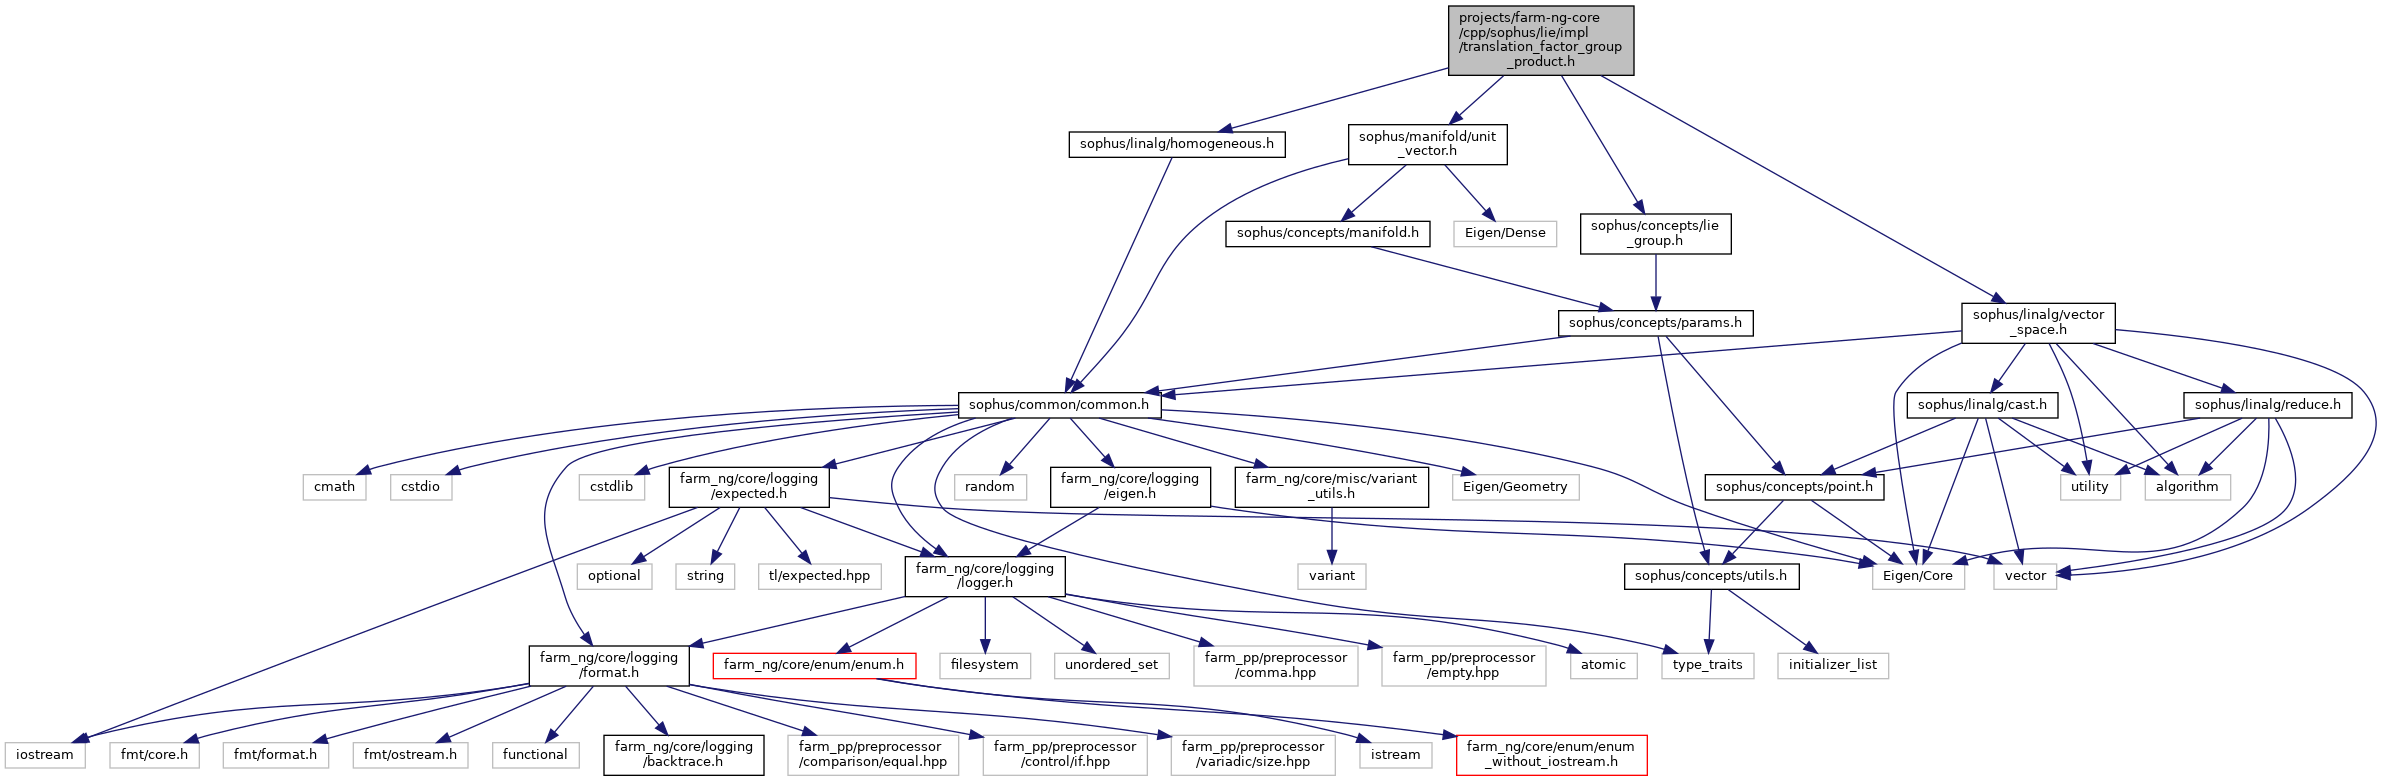 projects/farm-ng-core
/cpp/sophus/lie/impl
/translation_factor_group
_product.h
sophus/linalg/homogeneous.h
sophus/manifold/unit
_vector.h
sophus/concepts/manifold.h
Eigen/Dense
sophus/concepts/lie
_group.h
sophus/concepts/params.h
sophus/linalg/vector
_space.h
sophus/common/common.h
sophus/linalg/cast.h
sophus/linalg/reduce.h
cmath
cstdio
cstdlib
farm_ng/core/logging
/expected.h
random
farm_ng/core/logging
/eigen.h
farm_ng/core/misc/variant
_utils.h
Eigen/Geometry
sophus/concepts/point.h
utility
algorithm
optional
string
tl/expected.hpp
farm_ng/core/logging
/logger.h
variant
sophus/concepts/utils.h
Eigen/Core
vector
farm_ng/core/logging
/format.h
farm_ng/core/enum/enum.h
filesystem
unordered_set
farm_pp/preprocessor
/comma.hpp
farm_pp/preprocessor
/empty.hpp
atomic
type_traits
initializer_list
iostream
fmt/core.h
fmt/format.h
fmt/ostream.h
functional
farm_ng/core/logging
/backtrace.h
farm_pp/preprocessor
/comparison/equal.hpp
farm_pp/preprocessor
/control/if.hpp
farm_pp/preprocessor
/variadic/size.hpp
istream
farm_ng/core/enum/enum
_without_iostream.h